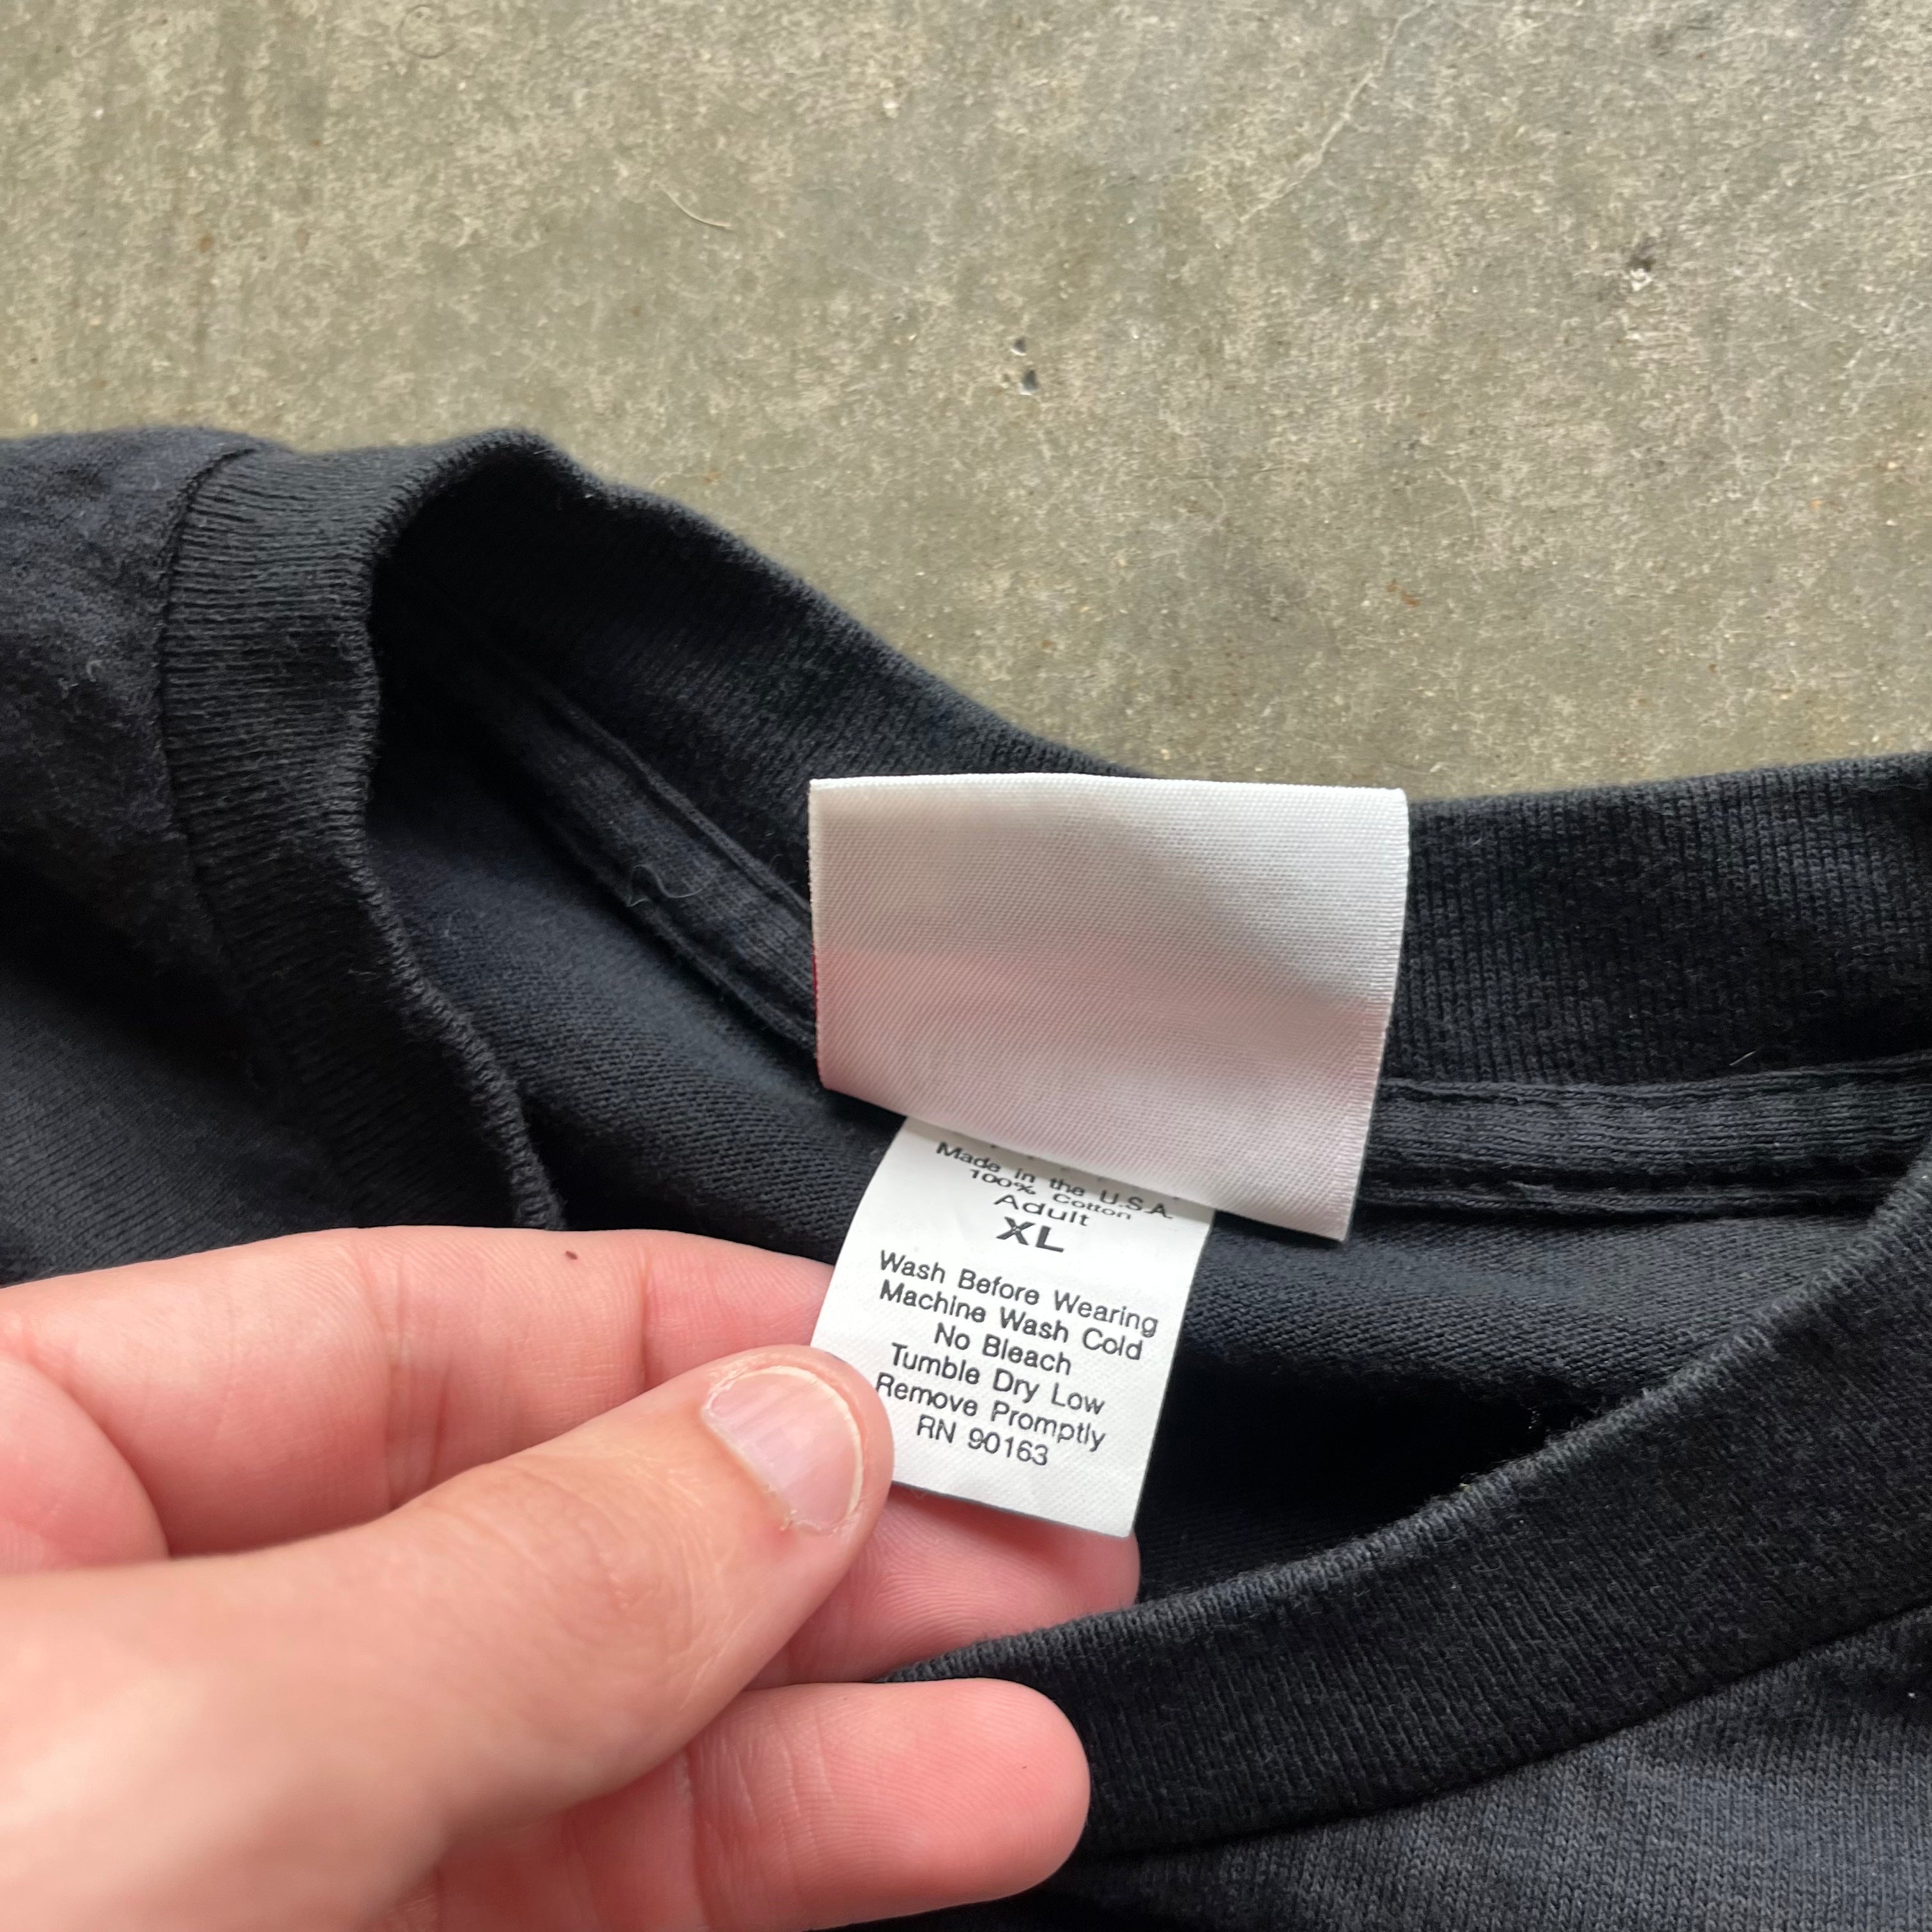 Made in the U.S.A.
100% Cotton
Adult
XL
Wash Before Wearing
Machine Wash Cold
No Bleach
Tumble Dry Low
Remove Promptly
RN 90163